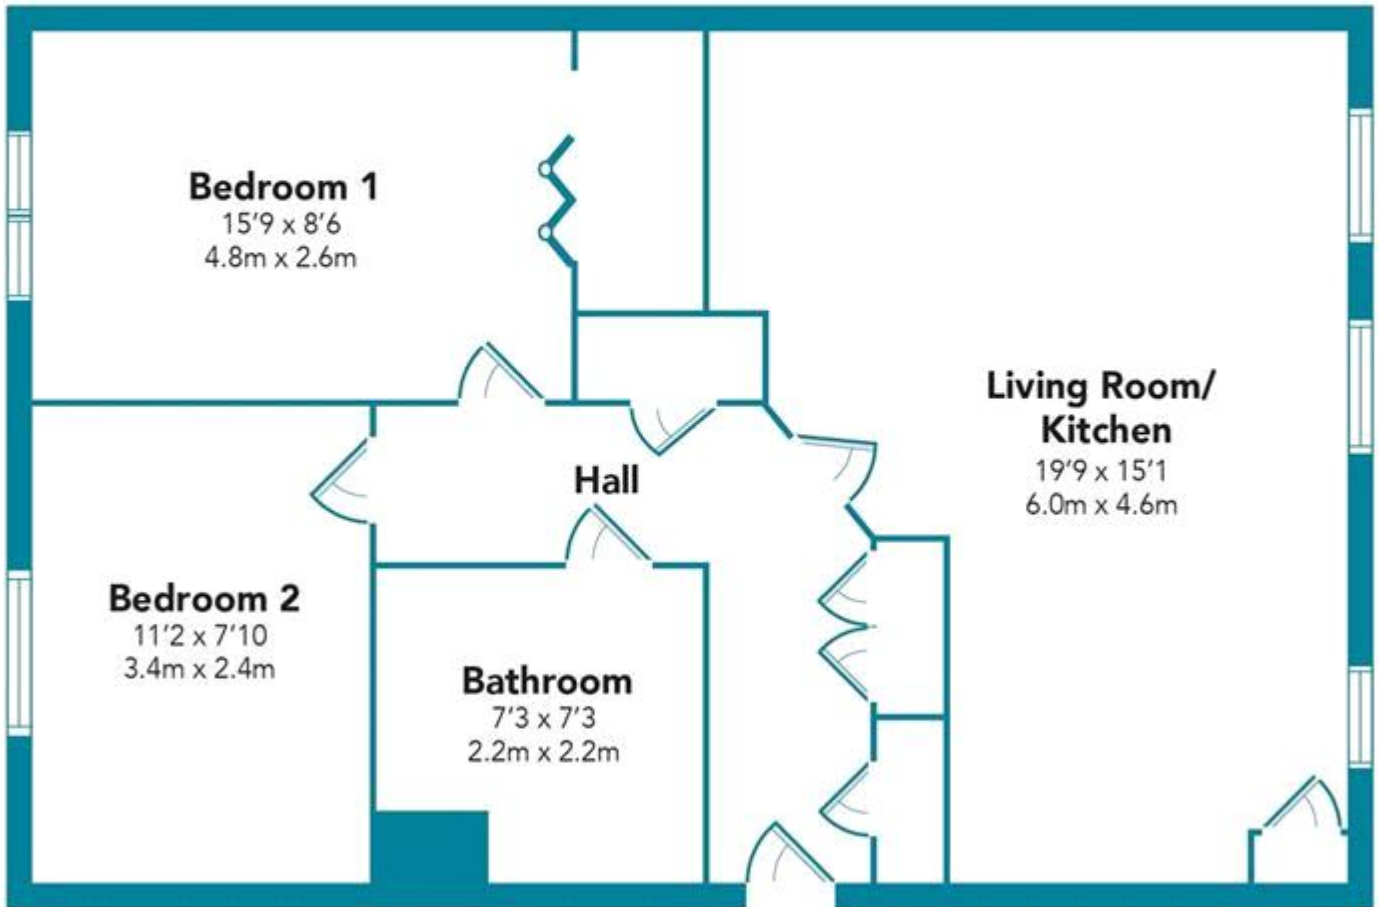 Bedroom 1
15’9 x 8’6
4.8m x 2.6m
Living Room/
Kitchen
19’9 x 15’1
6.0m x 4.6m
Hall
Bedroom 2
11’2 x 7’10
3.4m x 2.4m
Bathroom
7’3 x 7’3
2.2m x 2.2m